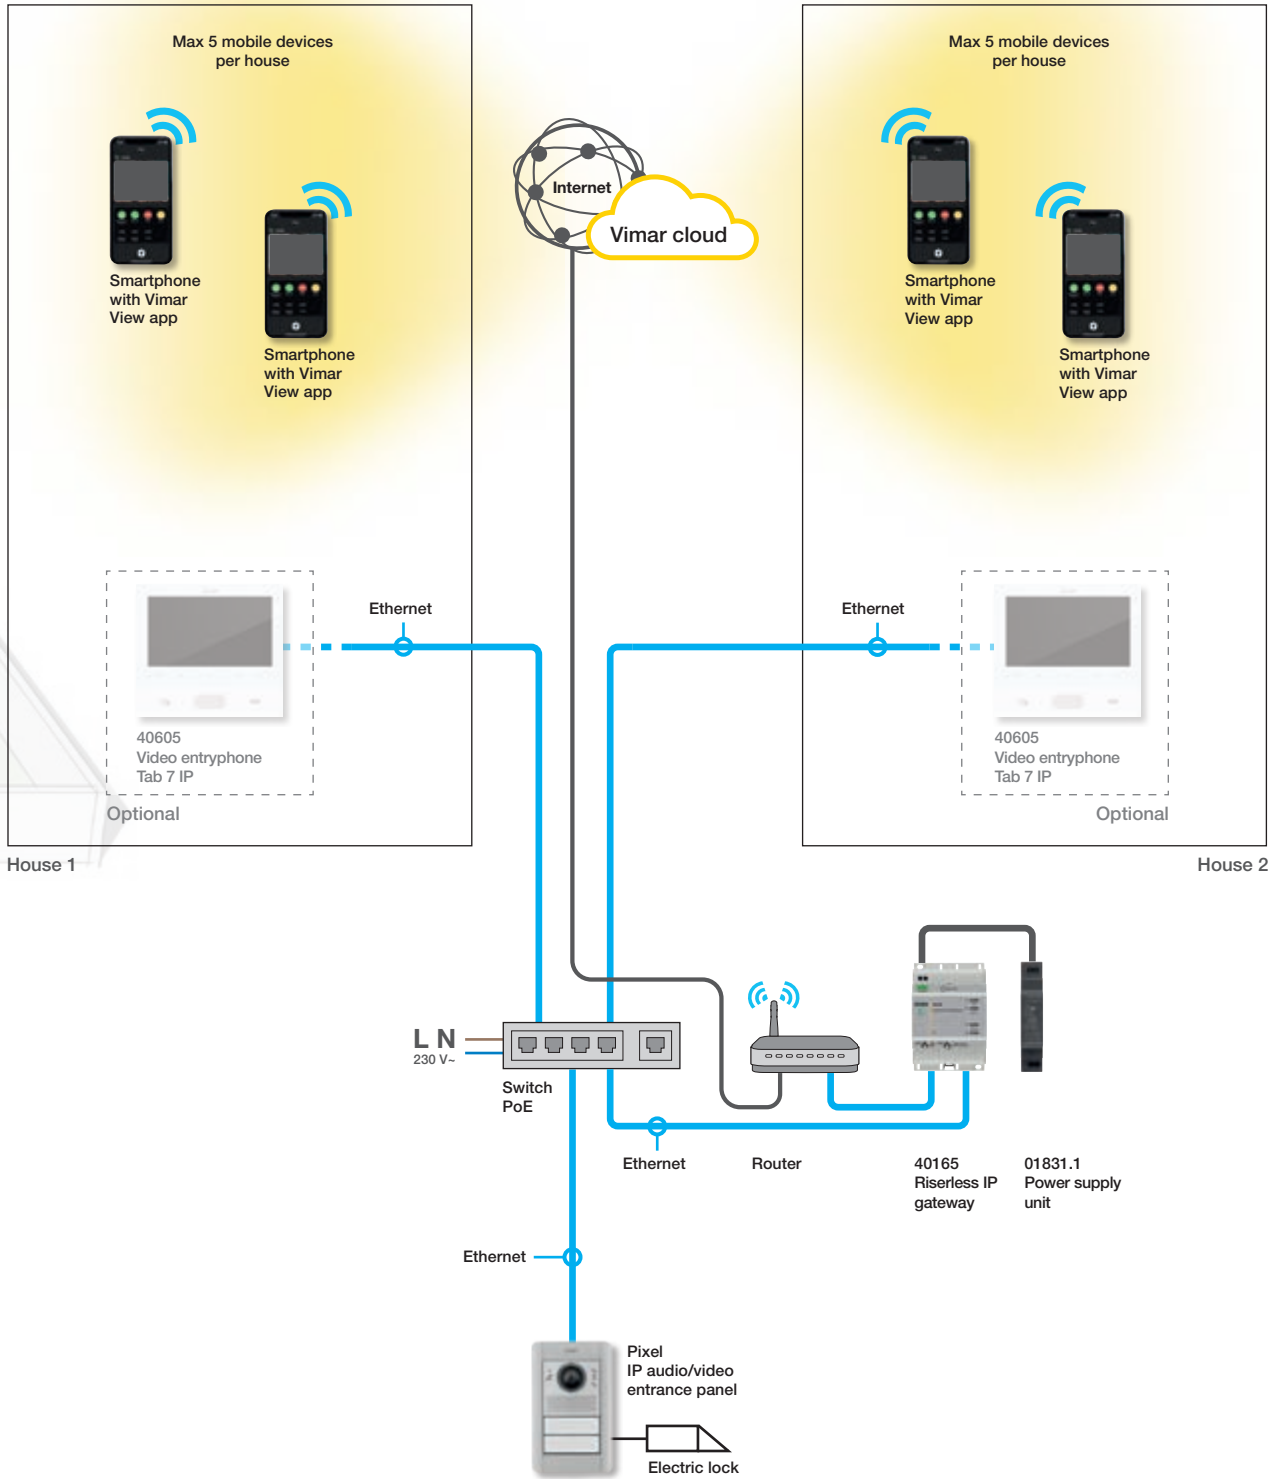 Max 5 mobile devices
per house
Max 5 mobile devices
per house
Internet
Vimar cloud
Smartphone
with Vimar
View app
Smartphone
with Vimar
View app
Smartphone
with Vimar
View app
Smartphone
with Vimar
View app
Ethernet
Ethernet
40605
Video entryphone
Tab 7 IP
Optional
40605
Video entryphone
Tab 7 IP
Optional
House 1
House 2
L N
230 V~
Switch
PoE
Ethernet
Router
40165
Riserless IP
gateway
01831.1
Power supply
unit
Ethernet
Pixel
IP audio/video
entrance panel
Electric lock